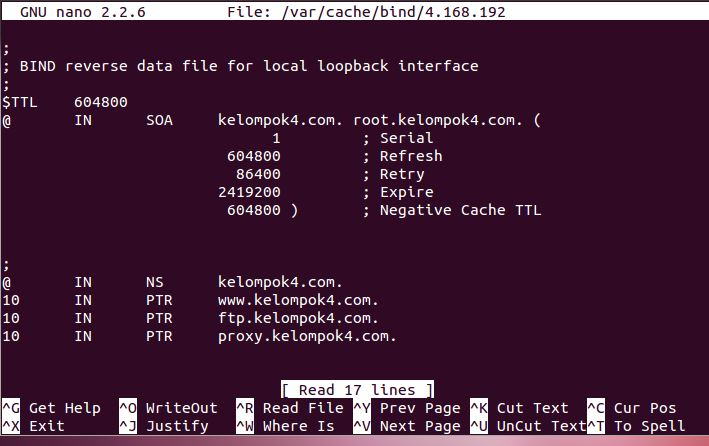 GNU nano 2.2.6 File: /var/cache/bind/4.168.192
;
; BIND reverse data file for local loopback interface
;
$TTL 604800
@ IN SOA kelompok4.com. root.kelompok4.com. (
1 ; Serial
604800 ; Refresh
86400 ; Retry
2419200 ; Expire
604800 ) ; Negative Cache TTL
;
@ IN NS kelompok4.com.
10 IN PTR www.kelompok4.com.
10 IN PTR ftp.kelompok4.com.
10 IN PTR proxy.kelompok4.com.
[ Read 17 lines ]
^G Get Help ^O WriteOut ^R Read File ^Y Prev Page ^K Cut Text ^C Cur Pos
^X Exit ^J Justify ^W Where Is ^V Next Page ^U UnCut Text ^T To Spell